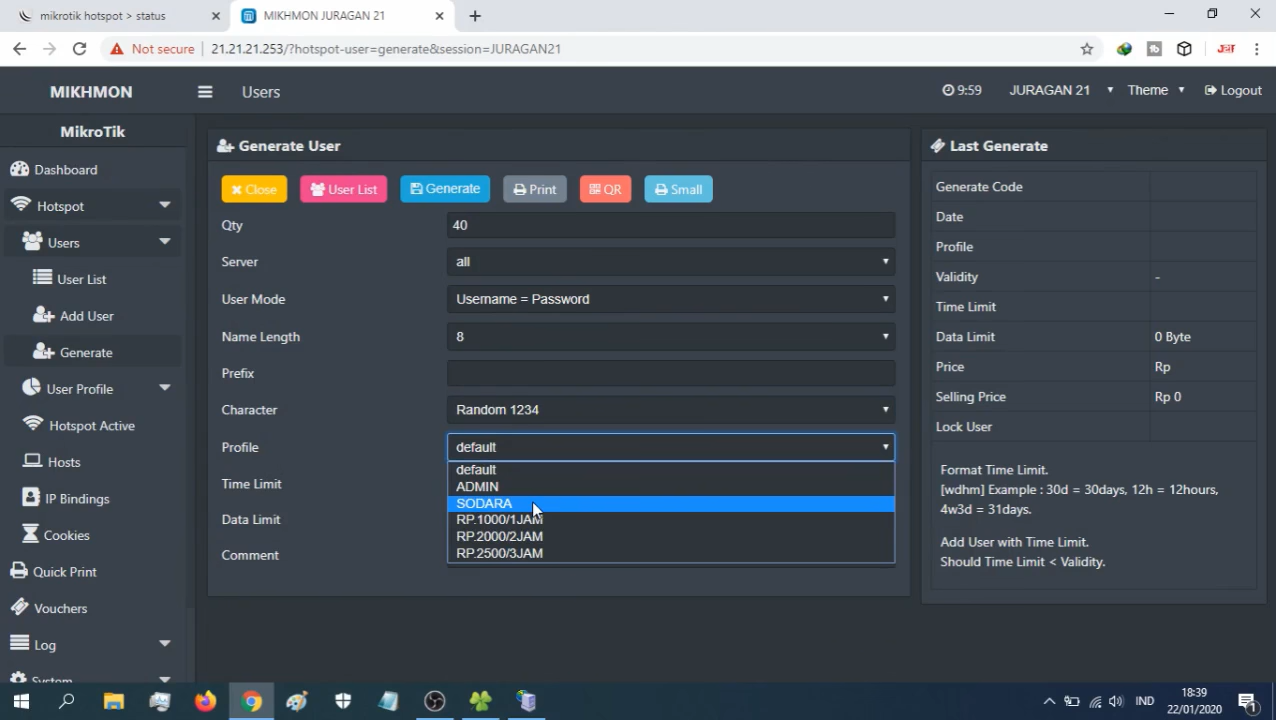 mikrotik hotspot > status
MIKHMON JURAGAN 21
Not secure
21.21.21.253/?hotspot-user=generate&session=JURAGAN21
MIKHMON
Users
9:59
JURAGAN 21
Theme
Logout
MikroTik
Dashboard
Hotspot
Users
User List
Add User
Generate
User Profile
Hotspot Active
Hosts
IP Bindings
Cookies
Quick Print
Vouchers
Log
System
Generate User
Close
User List
Generate
Print
QR
Small
Qty
40
Server
all
User Mode
Username = Password
Name Length
8
Prefix
Character
Random 1234
Profile
default
default
ADMIN
SODARA
RP.1000/1JAM
RP.2000/2JAM
RP.2500/3JAM
Time Limit
Data Limit
Comment
Last Generate
Generate Code
Date
Profile
Validity
-
Time Limit
Data Limit
0 Byte
Price
Rp
Selling Price
Rp 0
Lock User
Format Time Limit.
[wdhm] Example : 30d = 30days, 12h = 12hours,
4w3d = 31days.
Add User with Time Limit.
Should Time Limit < Validity.
IND
18:39
22/01/2020